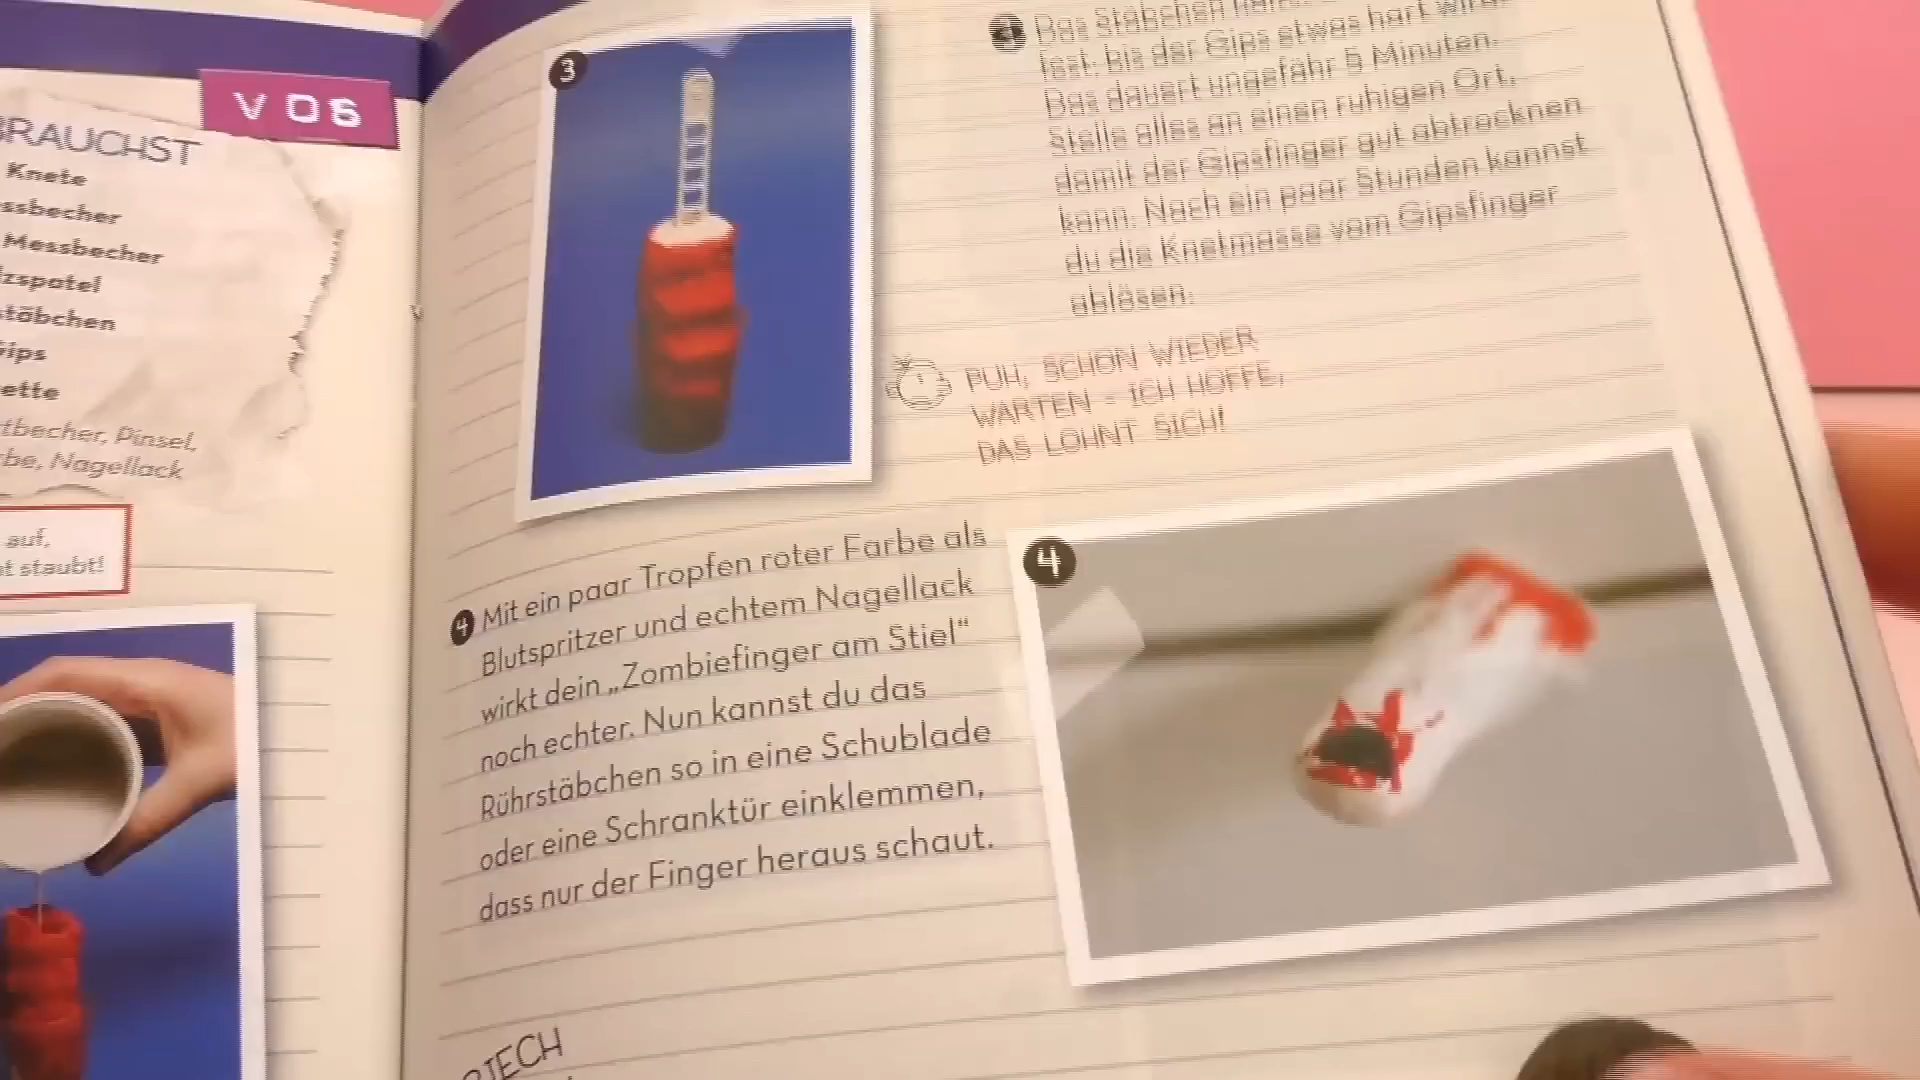 V 06
BRAUCHST
Knete
ssbecher
Messbecher
zspatel
stäbchen
Gips
ette
tbecher, Pinsel,
be, Nagellack
auf,
t staubt!
3
Das Stäbchen
fest, bis der Gips etwas hart wird.
Das dauert ungefähr 5 Minuten.
Stelle alles an einen ruhigen Ort,
damit der Gipsfinger gut abtrocknen
kann. Nach ein paar Stunden kannst
du die Knetmasse vom Gipsfinger
ablösen.
PUH, SCHON WIEDER
WARTEN - ICH HOFFE,
DAS LOHNT SICH!
4 Mit ein paar Tropfen roter Farbe als
Blutspritzer und echtem Nagellack
wirkt dein „Zombiefinger am Stiel“
noch echter. Nun kannst du das
Rührstäbchen so in eine Schublade
oder eine Schranktür einklemmen,
dass nur der Finger heraus schaut.
4
RIECH